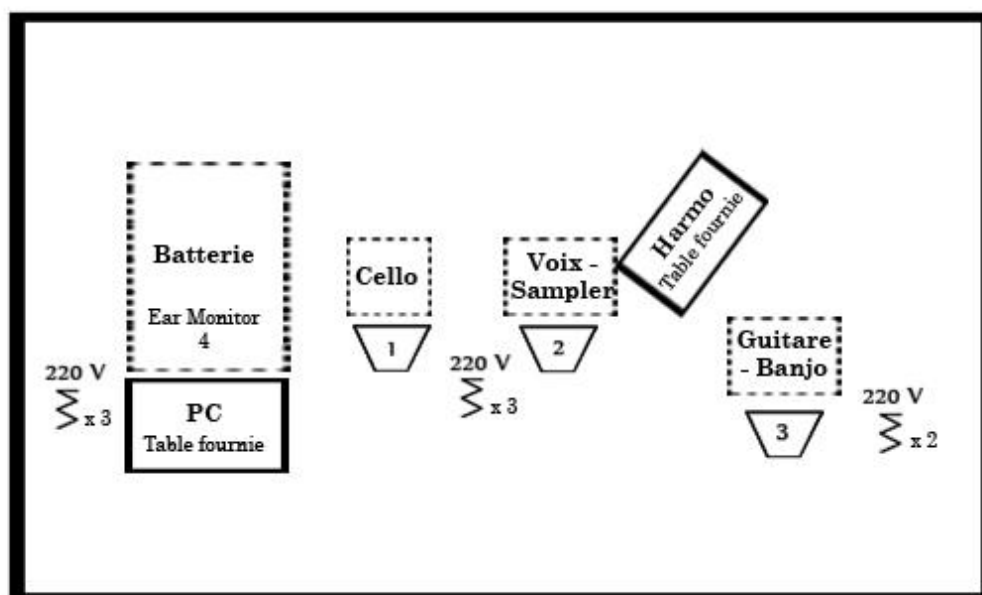 Batterie
Ear Monitor
4
220 V
x 3
PC
Table fournie
Cello
1
220 V
x 3
Voix -
Sampler
2
Harmo
Table fournie
Guitare
- Banjo
3
220 V
x 2